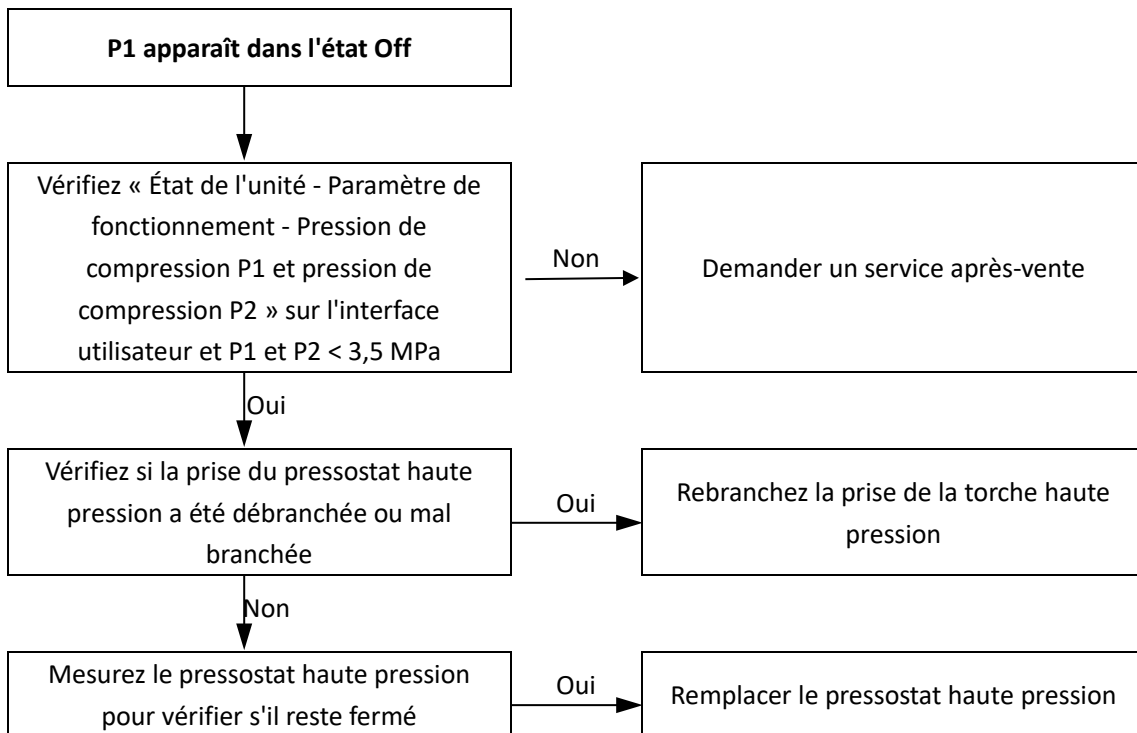 P1 apparaît dans l'état Off
Vérifiez « État de l'unité - Paramètre de
fonctionnement - Pression de
compression P1 et pression de
compression P2 » sur l'interface
utilisateur et P1 et P2 < 3,5 MPa
Non
Demander un service après-vente
Oui
Vérifiez si la prise du pressostat haute
pression a été débranchée ou mal
branchée
Oui
Rebranchez la prise de la torche haute
pression
Non
Mesurez le pressostat haute pression
pour vérifier s'il reste fermé
Oui
Remplacer le pressostat haute pression